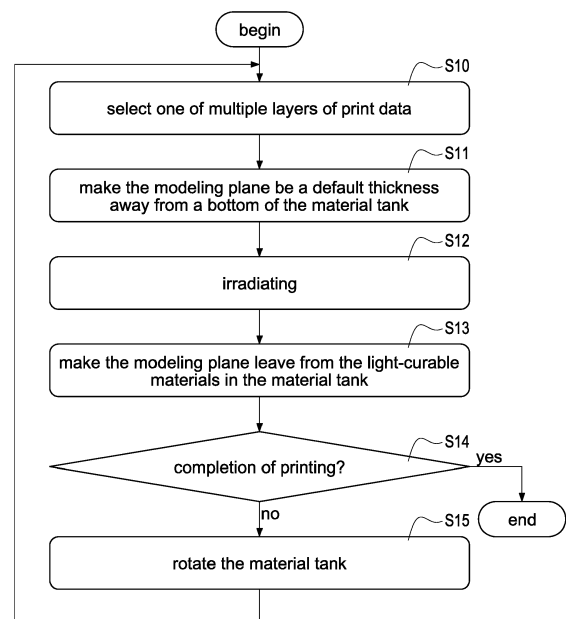 begin
S10
select one of multiple layers of print data
S11
make the modeling plane be a default thickness
away from a bottom of the material tank
S12
irradiating
S13
make the modeling plane leave from the light-curable
materials in the material tank
S14
completion of printing?
yes
end
no
S15
rotate the material tank